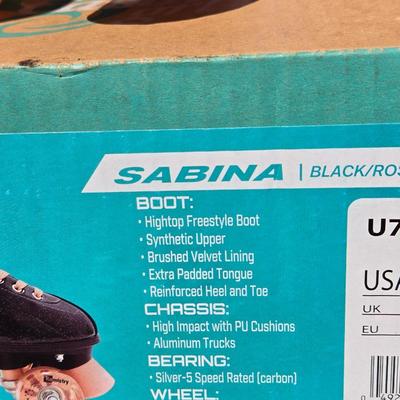 SABINA | BLACK/ROS
BOOT:
• Hightop Freestyle Boot
• Synthetic Upper
• Brushed Velvet Lining
• Extra Padded Tongue
• Reinforced Heel and Toe
CHASSIS:
• High Impact with PU Cushions
• Aluminum Trucks
BEARING:
• Silver-5 Speed Rated (carbon)
WHEEL:
U7
USA
UK
EU
0 492